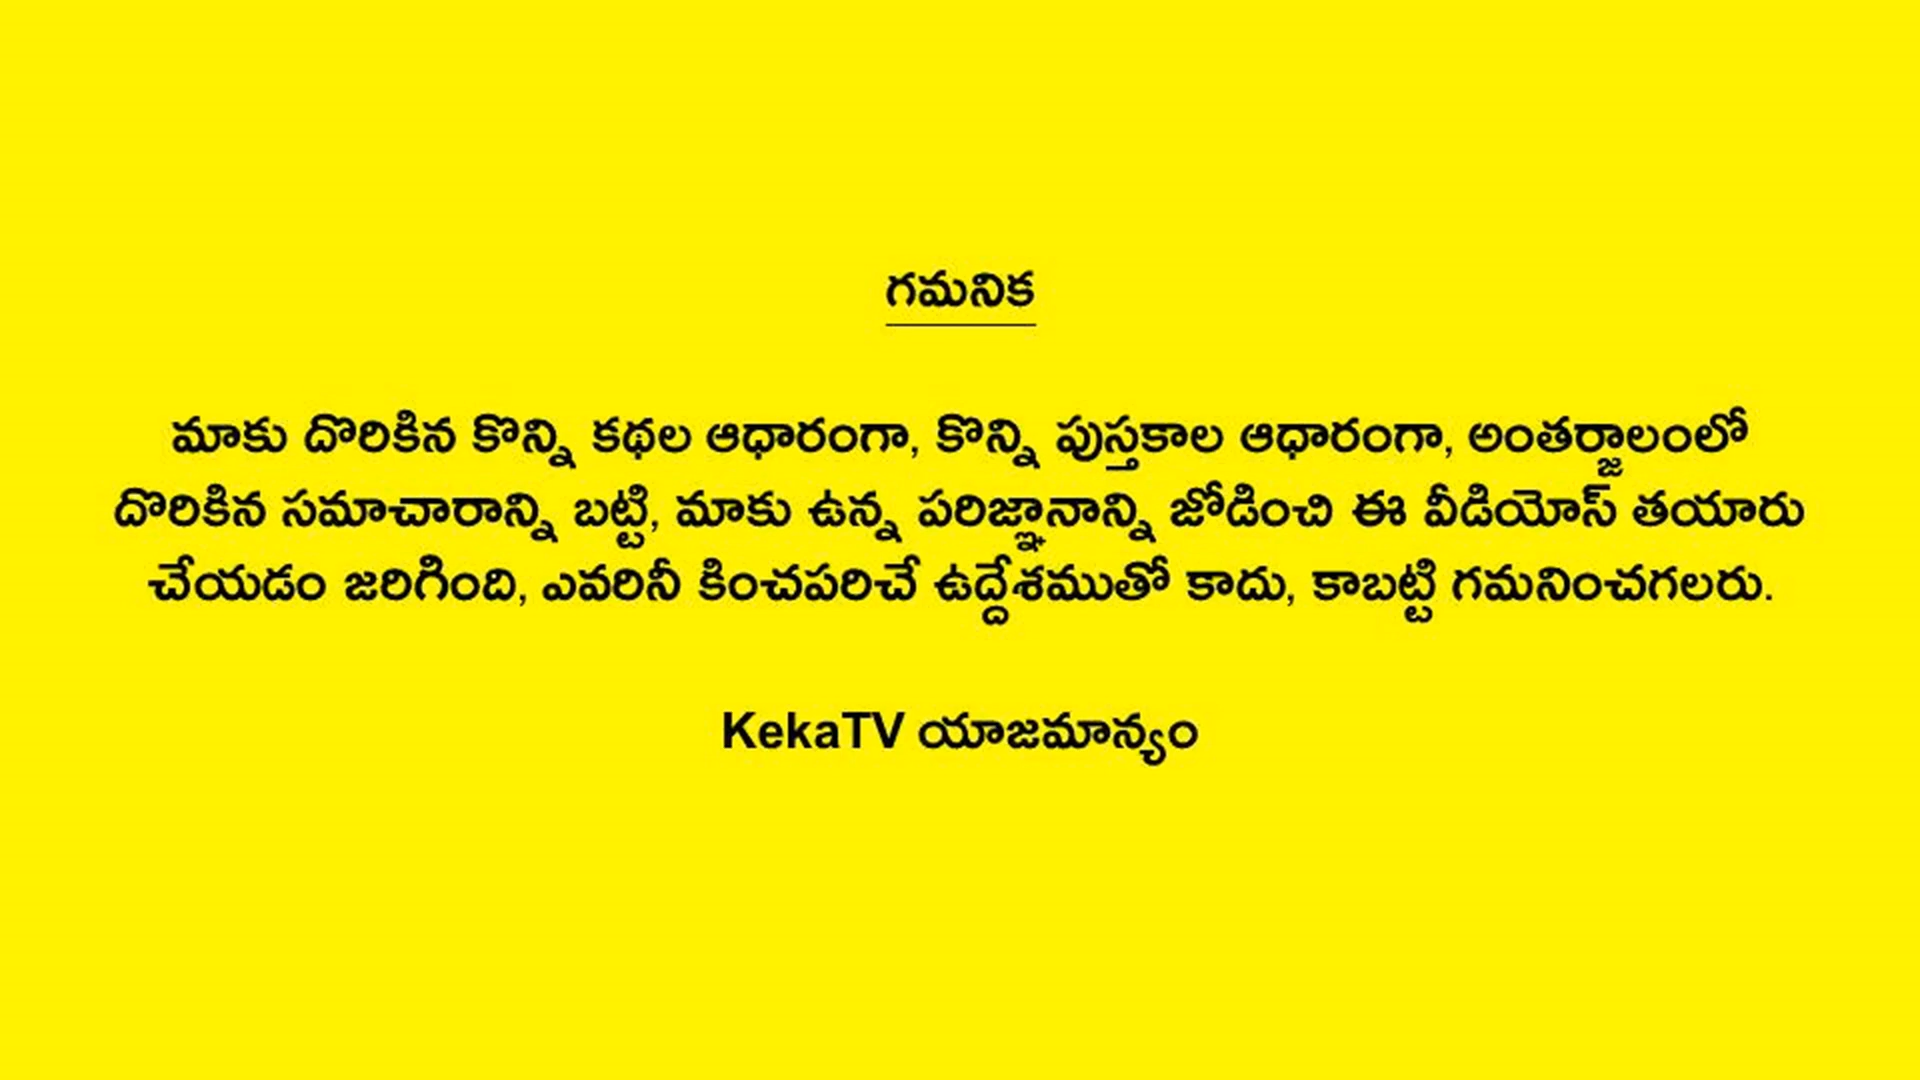 గమనిక
మాకు దొరికిన కొన్ని కథల ఆధారంగా, కొన్ని పుస్తకాల ఆధారంగా, అంతర్జాలంలో
దొరికిన సమాచారాన్ని బట్టి, మాకు ఉన్న పరిజ్ఞానాన్ని జోడించి ఈ వీడియోస్ తయారు
చేయడం జరిగింది, ఎవరినీ కించపరిచే ఉద్దేశముతో కాదు, కాబట్టి గమనించగలరు.
KekaTV యాజమాన్యం